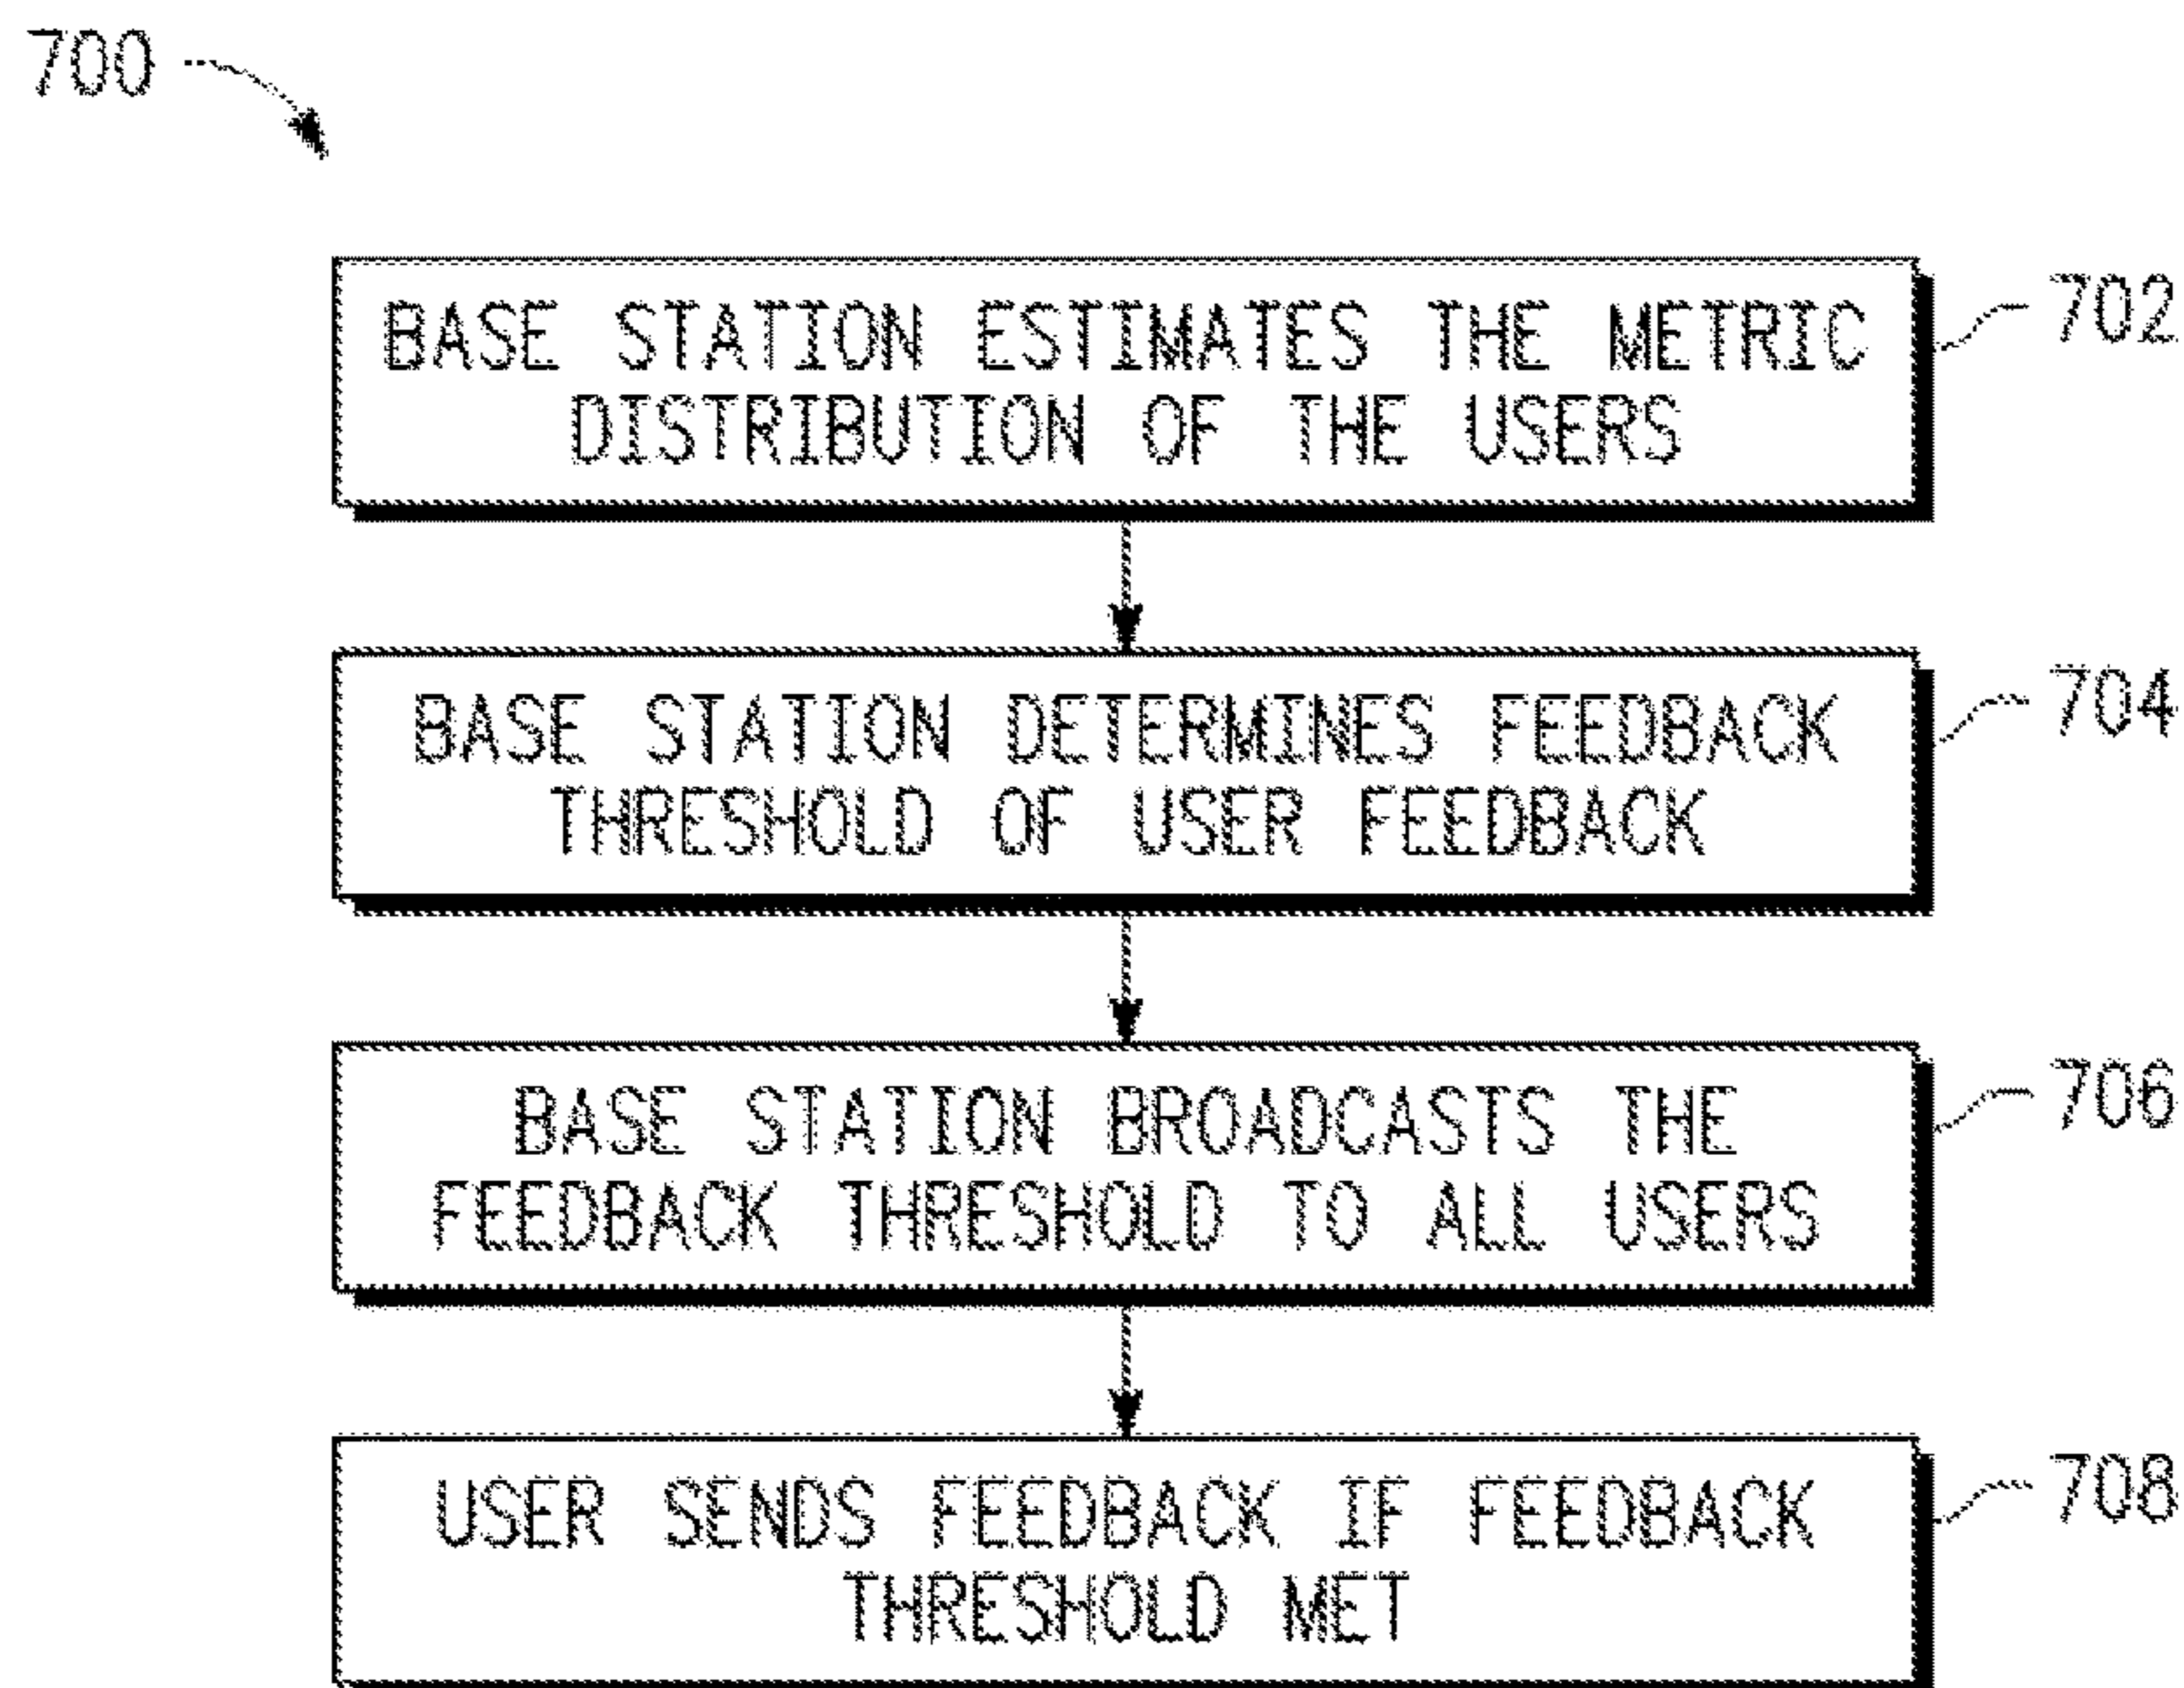 700
BASE STATION ESTIMATES THE METRIC
DISTRIBUTION OF THE USERS
702
BASE STATION DETERMINES FEEDBACK
THRESHOLD OF USER FEEDBACK
704
BASE STATION BROADCASTS THE
FEEDBACK THRESHOLD TO ALL USERS
706
USER SENDS FEEDBACK IF FEEDBACK
THRESHOLD MET
708